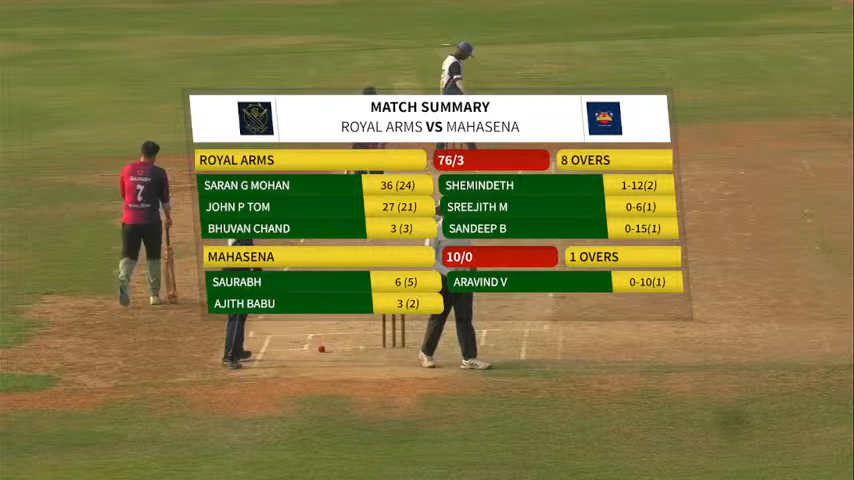 MATCH SUMMARY
ROYAL ARMS VS MAHASENA
ROYAL ARMS 76/3 8 OVERS
SARAN G MOHAN 36 (24) SHEMINDETH 1-12(2)
JOHN P TOM 27 (21) SREEJITH M 0-6(1)
BHUVAN CHAND 3 (3) SANDEEP B 0-15(1)
MAHASENA 10/0 1 OVERS
SAURABH 6 (5) ARAVIND V 0-10(1)
AJITH BABU 3 (2)
7